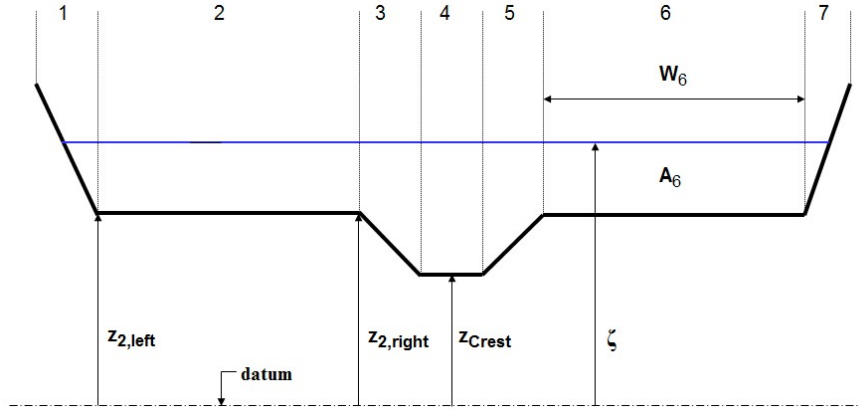 1 2 3 4 5 6 7
W₆
A₆
z₂,left z₂,right zCrest ζ
datum